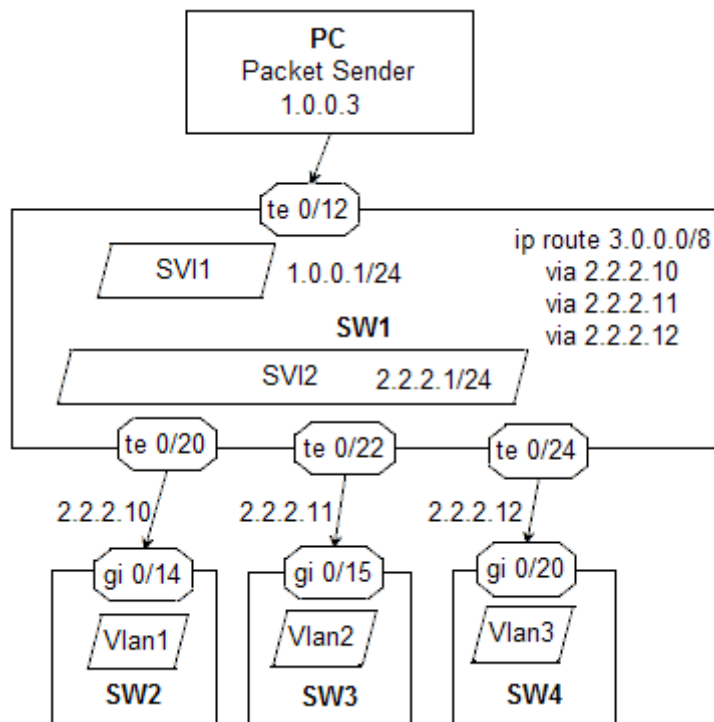 PC
Packet Sender
1.0.0.3
te 0/12
SVI1
1.0.0.1/24
ip route 3.0.0.0/8
via 2.2.2.10
via 2.2.2.11
via 2.2.2.12
SW1
SVI2
2.2.2.1/24
te 0/20
te 0/22
te 0/24
2.2.2.10
2.2.2.11
2.2.2.12
gi 0/14
gi 0/15
gi 0/20
Vlan1
Vlan2
Vlan3
SW2
SW3
SW4